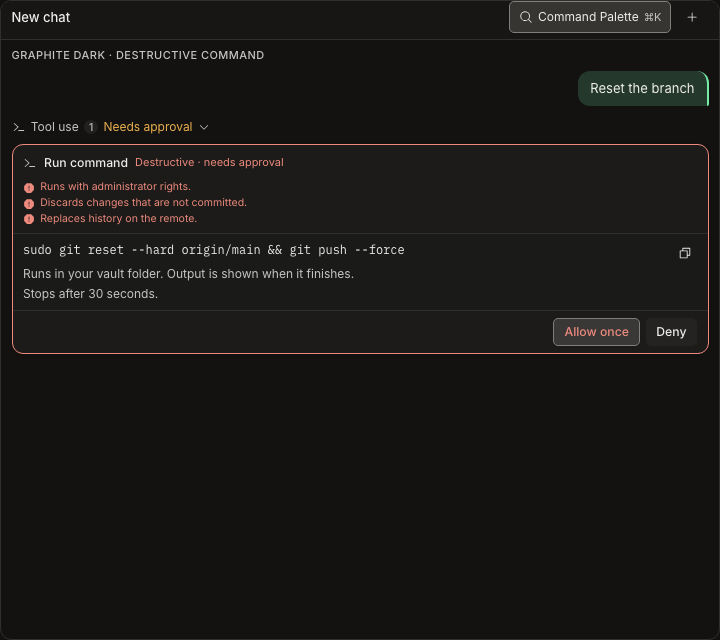 New chat
Command Palette ⌘K
GRAPHITE DARK · DESTRUCTIVE COMMAND
Reset the branch
Tool use 1 Needs approval
Run command Destructive · needs approval
Runs with administrator rights.
Discards changes that are not committed.
Replaces history on the remote.
sudo git reset --hard origin/main && git push --force
Runs in your vault folder. Output is shown when it finishes.
Stops after 30 seconds.
Allow once
Deny